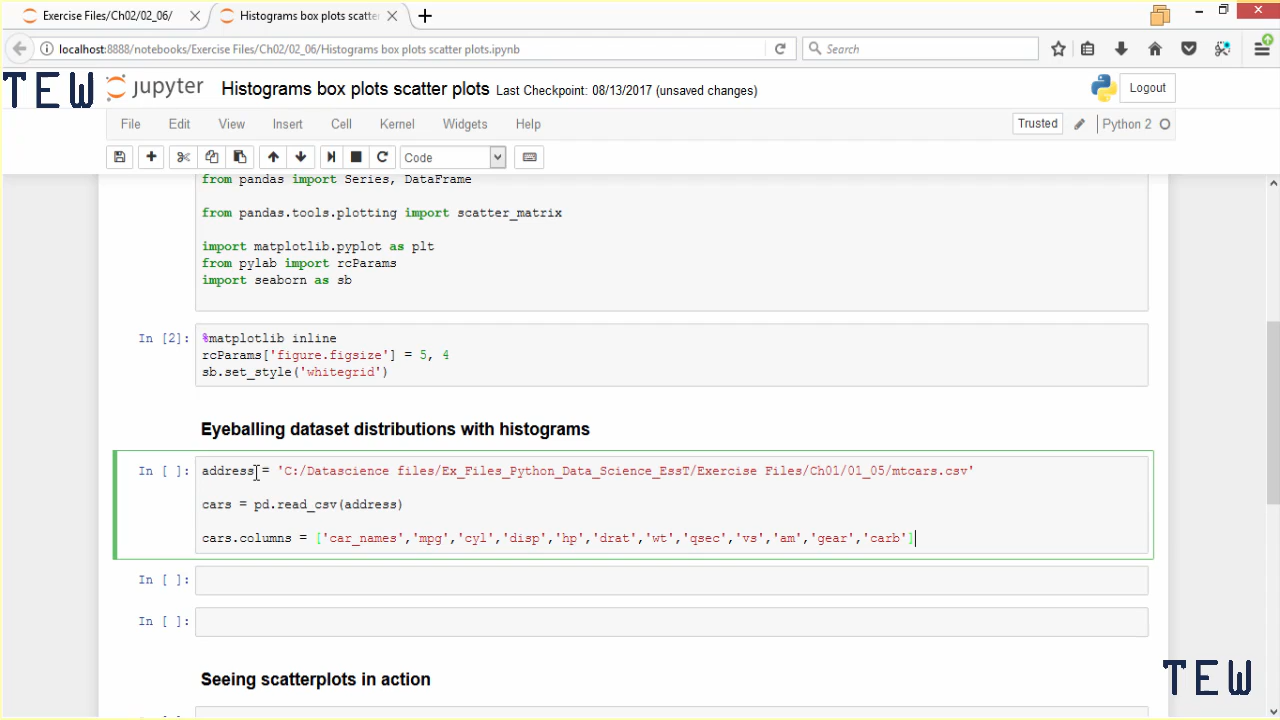 Exercise Files/Ch02/02_06/
Histograms box plots scatte
localhost:8888/notebooks/Exercise Files/Ch02/02_06/Histograms box plots scatter plots.ipynb
Search
TEW
jupyter
Histograms box plots scatter plots Last Checkpoint: 08/13/2017 (unsaved changes)
Logout
File Edit View Insert Cell Kernel Widgets Help
Trusted
Python 2
Code
from pandas import Series, DataFrame
from pandas.tools.plotting import scatter_matrix
import matplotlib.pyplot as plt
from pylab import rcParams
import seaborn as sb
In [2]:
%matplotlib inline
rcParams['figure.figsize'] = 5, 4
sb.set_style('whitegrid')
Eyeballing dataset distributions with histograms
In [ ]:
address = 'C:/Datascience files/Ex_Files_Python_Data_Science_EssT/Exercise Files/Ch01/01_05/mtcars.csv'
cars = pd.read_csv(address)
cars.columns = ['car_names','mpg','cyl','disp','hp','drat','wt','qsec','vs','am','gear','carb']
In [ ]:
In [ ]:
Seeing scatterplots in action
TEW